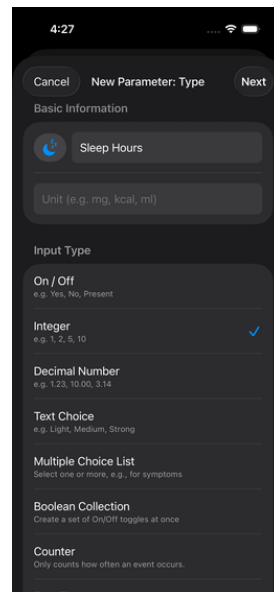 4:27
Cancel
New Parameter: Type
Next
Basic Information
Sleep Hours
Unit (e.g. mg, kcal, ml)
Input Type
On / Off
e.g. Yes, No, Present
Integer
e.g. 1, 2, 5, 10
Decimal Number
e.g. 1.23, 10.00, 3.14
Text Choice
e.g. Light, Medium, Strong
Multiple Choice List
Select one or more, e.g., for symptoms
Boolean Collection
Create a set of On/Off toggles at once
Counter
Only counts how often an event occurs.